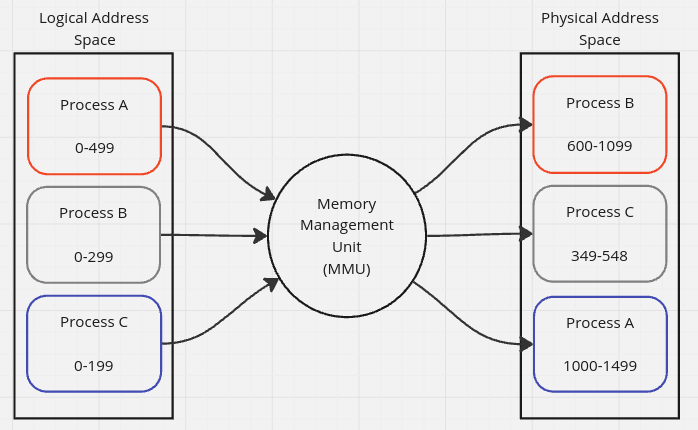 Logical Address
Space
Process A
0-499
Process B
0-299
Process C
0-199
Memory
Management
Unit
(MMU)
Physical Address
Space
Process B
600-1099
Process C
349-548
Process A
1000-1499